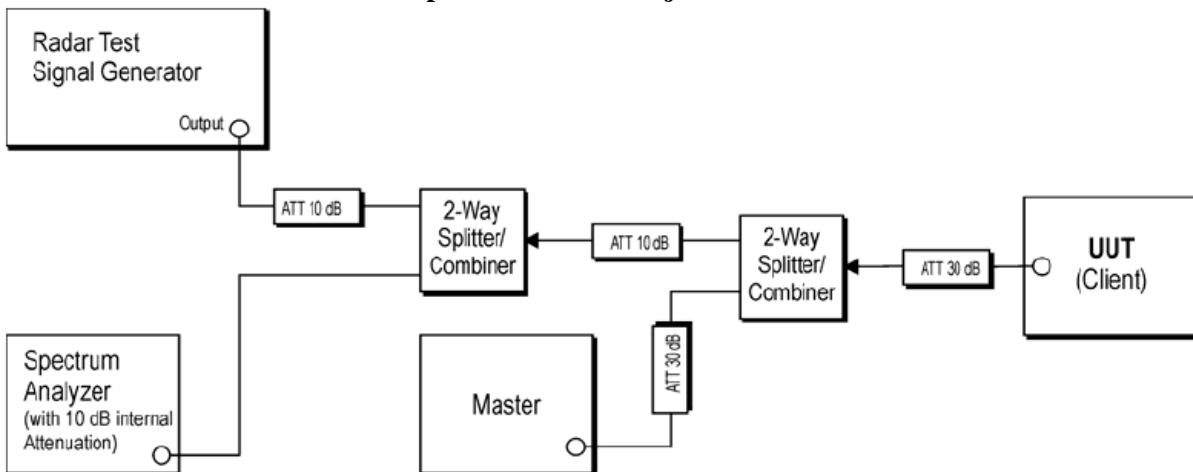 Radar Test
Signal Generator
Output
ATT 10 dB
2-Way
Splitter/
Combiner
ATT 10 dB
2-Way
Splitter/
Combiner
ATT 30 dB
UUT
(Client)
Spectrum
Analyzer
(with 10 dB internal
Attenuation)
Master
ATT 30 dB